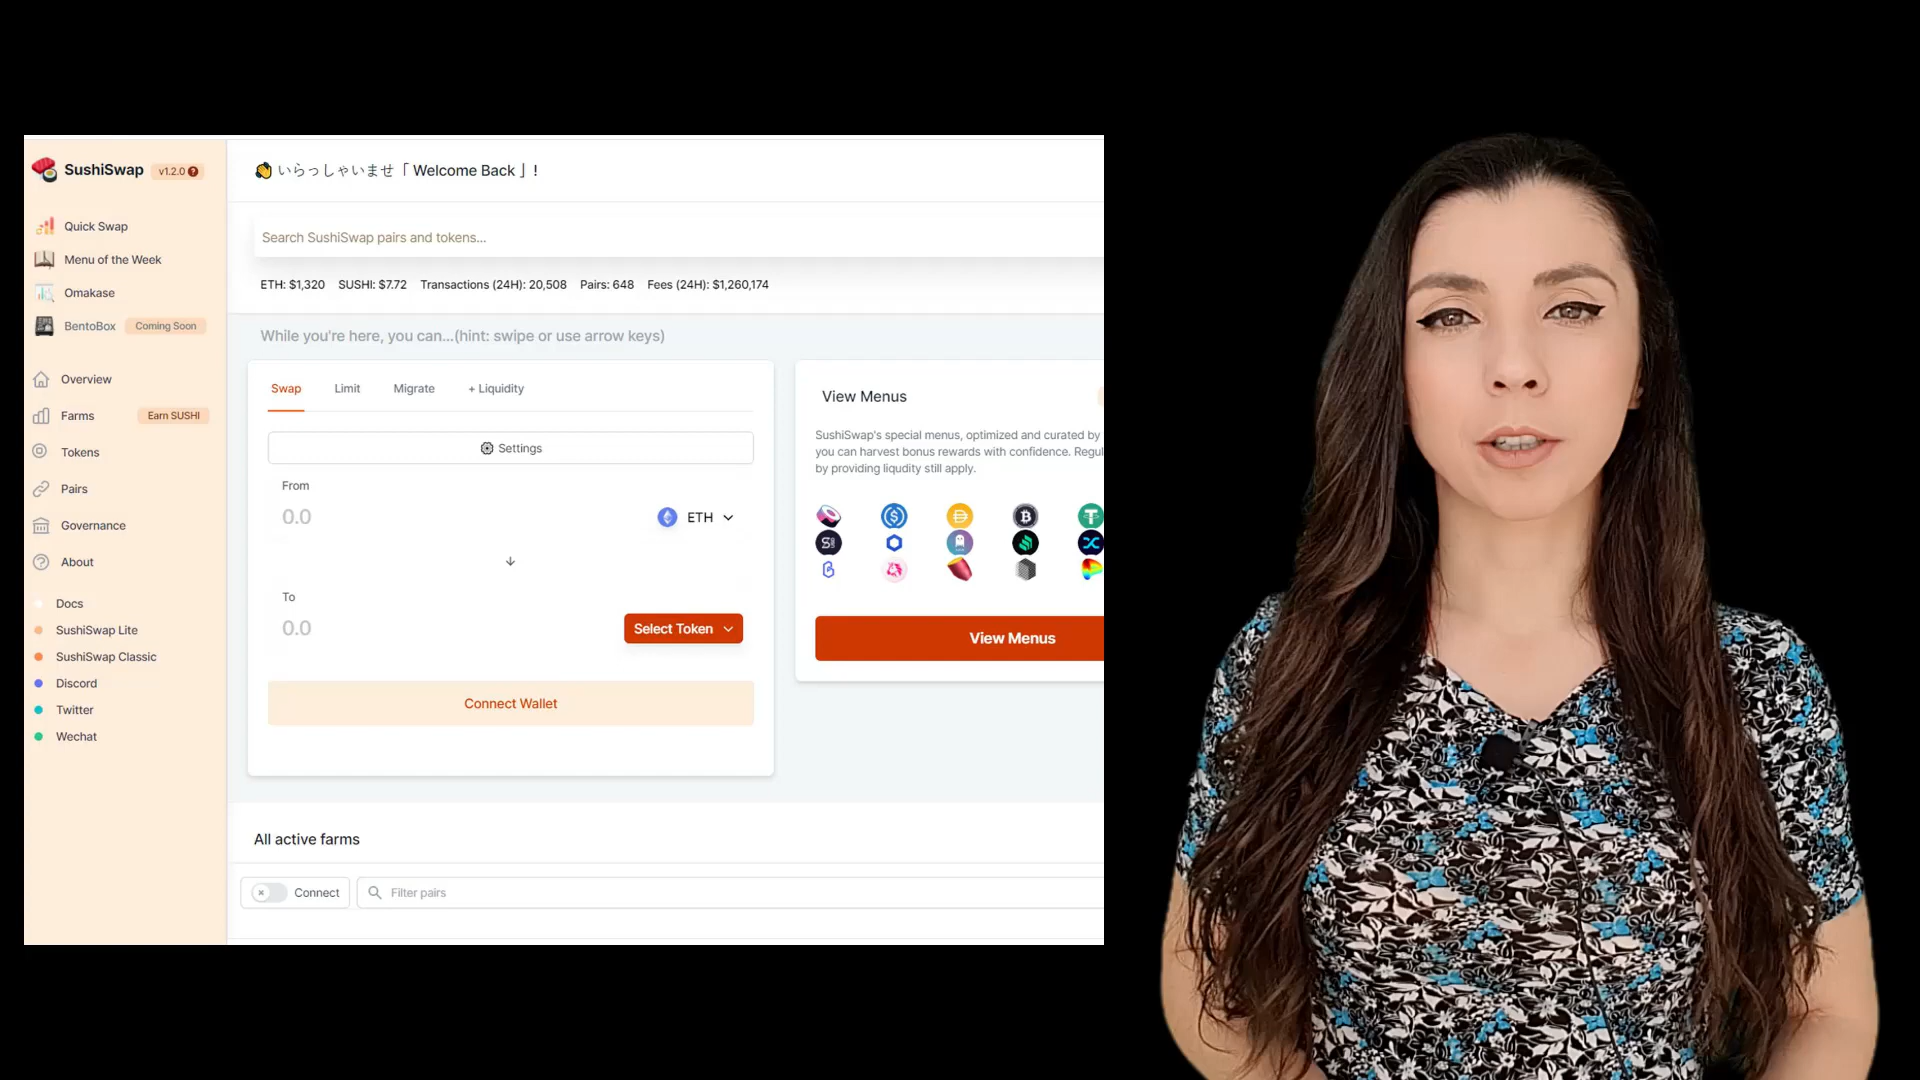 SushiSwap v1.2.0
Quick Swap
Menu of the Week
Omakase
BentoBox Coming Soon
Overview
Farms Earn SUSHI
Tokens
Pairs
Governance
About
Docs
SushiSwap Lite
SushiSwap Classic
Discord
Twitter
Wechat
いらっしゃいませ「 Welcome Back 」!
Search SushiSwap pairs and tokens...
ETH: $1,320 SUSHI: $7.72 Transactions (24H): 20,508 Pairs: 648 Fees (24H): $1,260,174
While you're here, you can...(hint: swipe or use arrow keys)
Swap Limit Migrate + Liquidity
Settings
From
0.0 ETH
To
0.0 Select Token
Connect Wallet
View Menus
SushiSwap's special menus, optimized and curated by
you can harvest bonus rewards with confidence. Regul
by providing liqudity still apply.
View Menus
All active farms
Connect Filter pairs